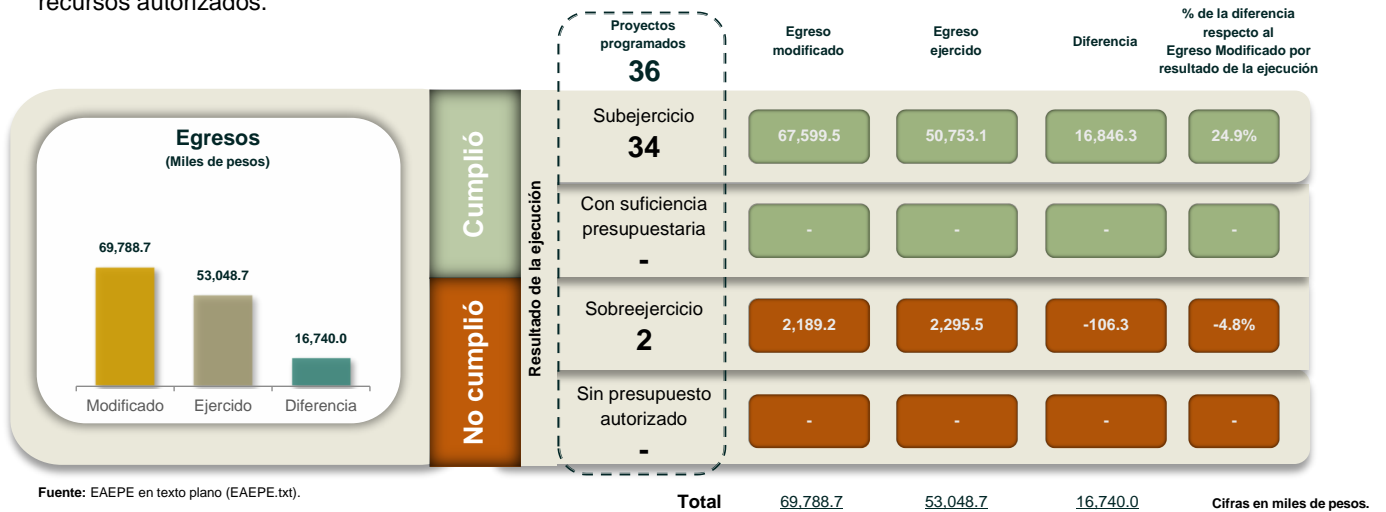 recursos autorizados.
Proyectos
programados
36
Egreso
modificado
Egreso
ejercido
Diferencia
% de la diferencia
respecto al
Egreso Modificado por
resultado de la ejecución
Egresos
(Miles de pesos)
69,788.7
53,048.7
16,740.0
Modificado
Ejercido
Diferencia
Cumplió
No cumplió
Resultado de la ejecución
Subejercicio
34
67,599.5
50,753.1
16,846.3
24.9%
Con suficiencia
presupuestaria
-
-
-
-
-
Sobreejercicio
2
2,189.2
2,295.5
-106.3
-4.8%
Sin presupuesto
autorizado
-
-
-
-
-
Fuente: EAEPE en texto plano (EAEPE.txt).
Total
69,788.7
53,048.7
16,740.0
Cifras en miles de pesos.